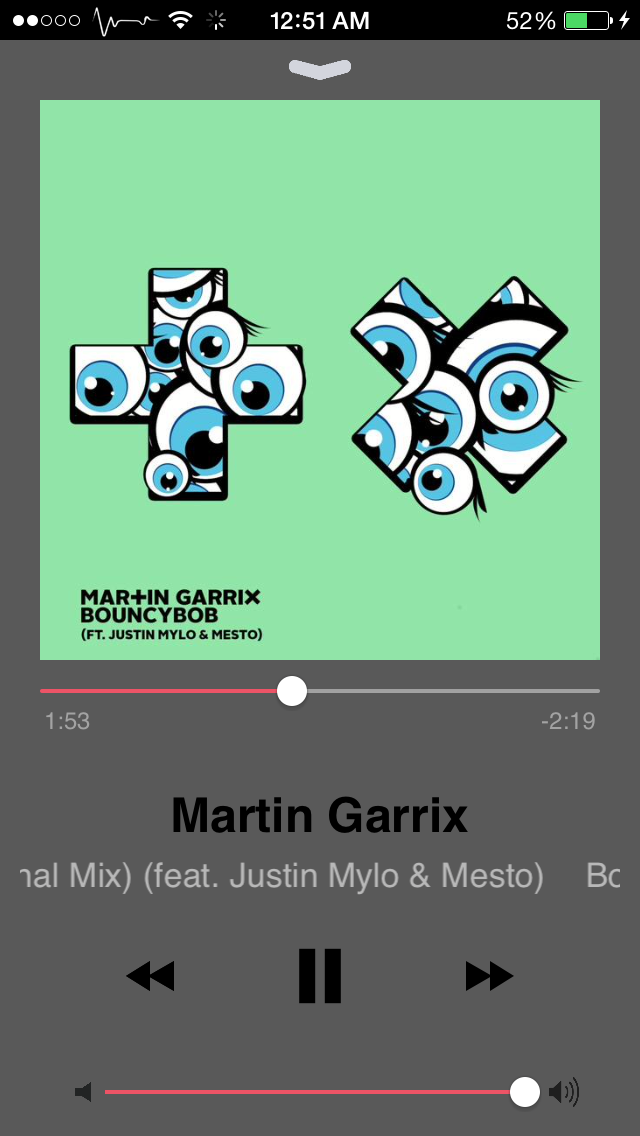 12:51 AM
52%
MAR+IN GARRIX
BOUNCYBOB
(FT. JUSTIN MYLO & MESTO)
1:53
-2:19
Martin Garrix
nal Mix) (feat. Justin Mylo & Mesto) Bo